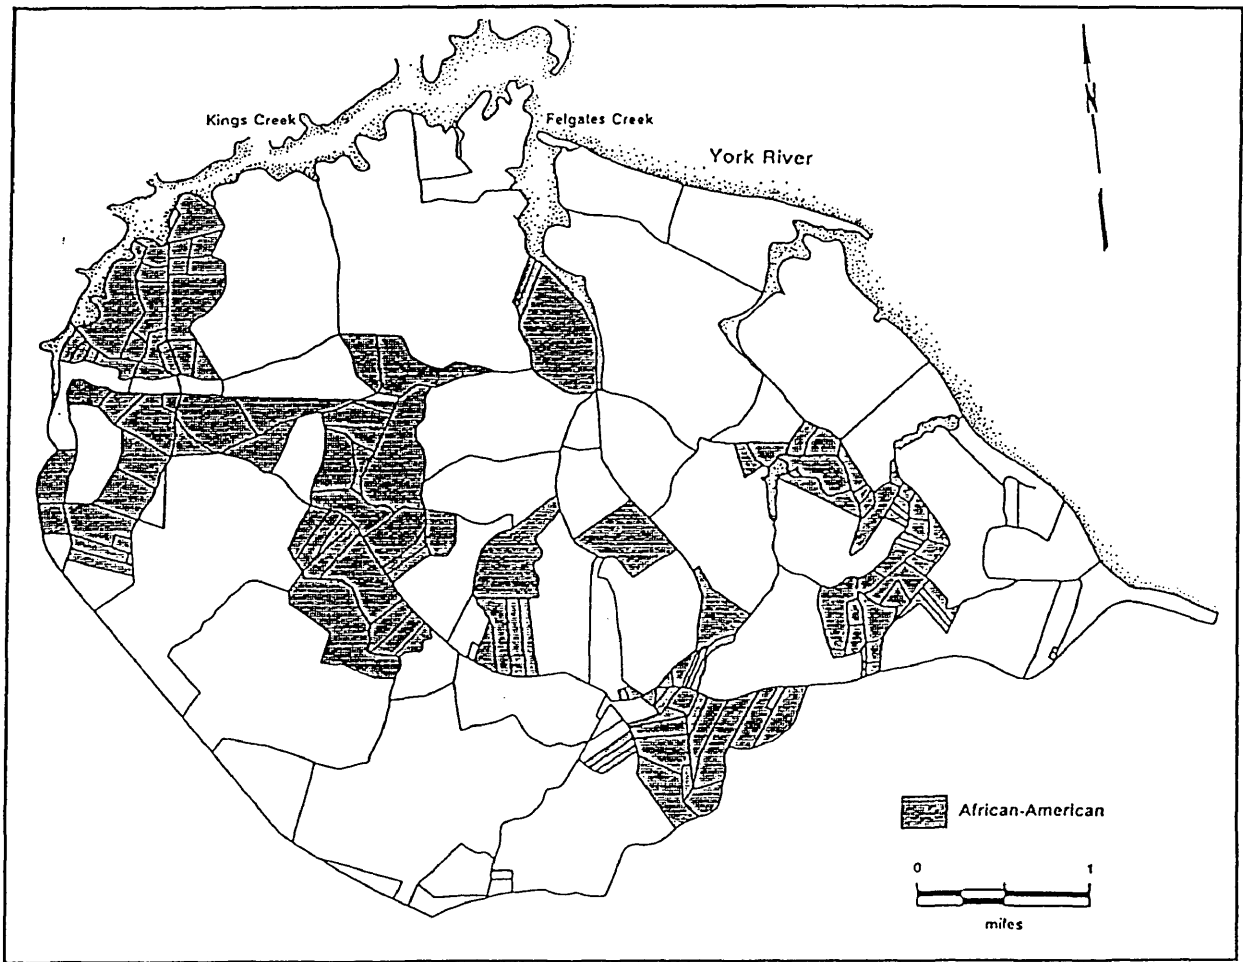 Kings Creek
Felgates Creek
York River
N
African-American
0 1
miles